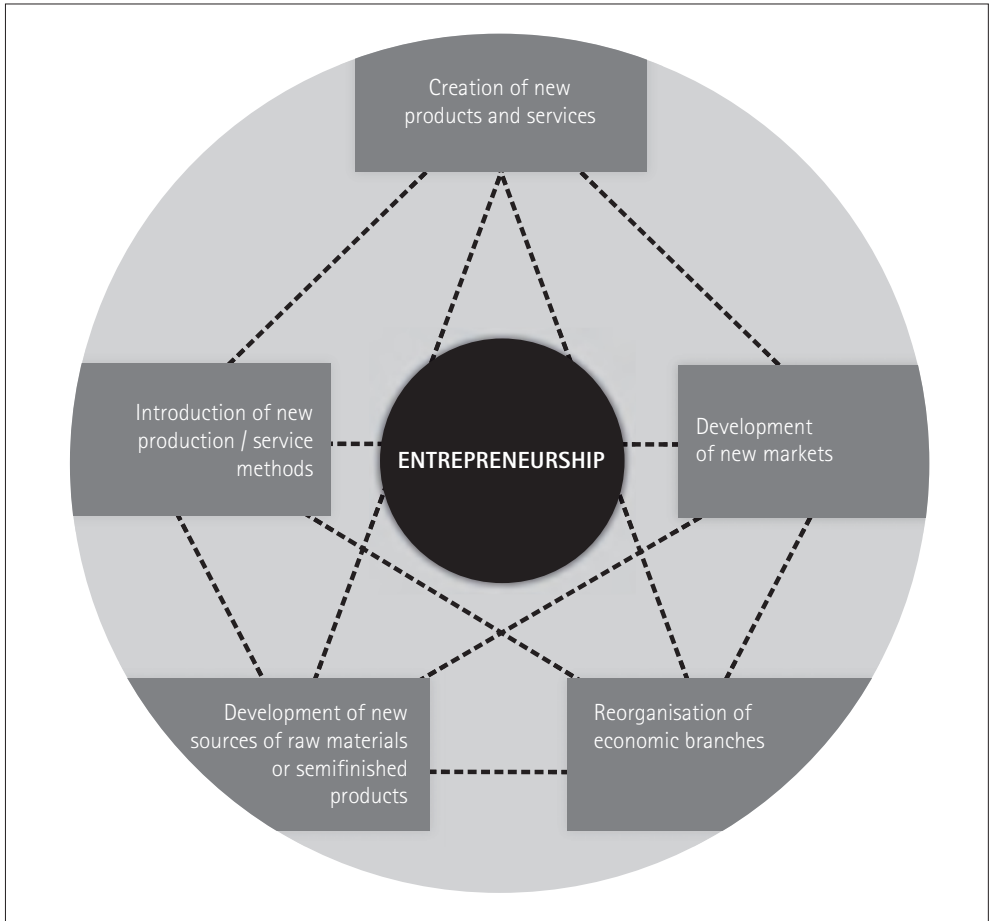 Creation of new
products and services
Introduction of new
production / service
methods
ENTREPRENEURSHIP
Development
of new markets
Development of new
sources of raw materials
or semifinished
products
Reorganisation of
economic branches